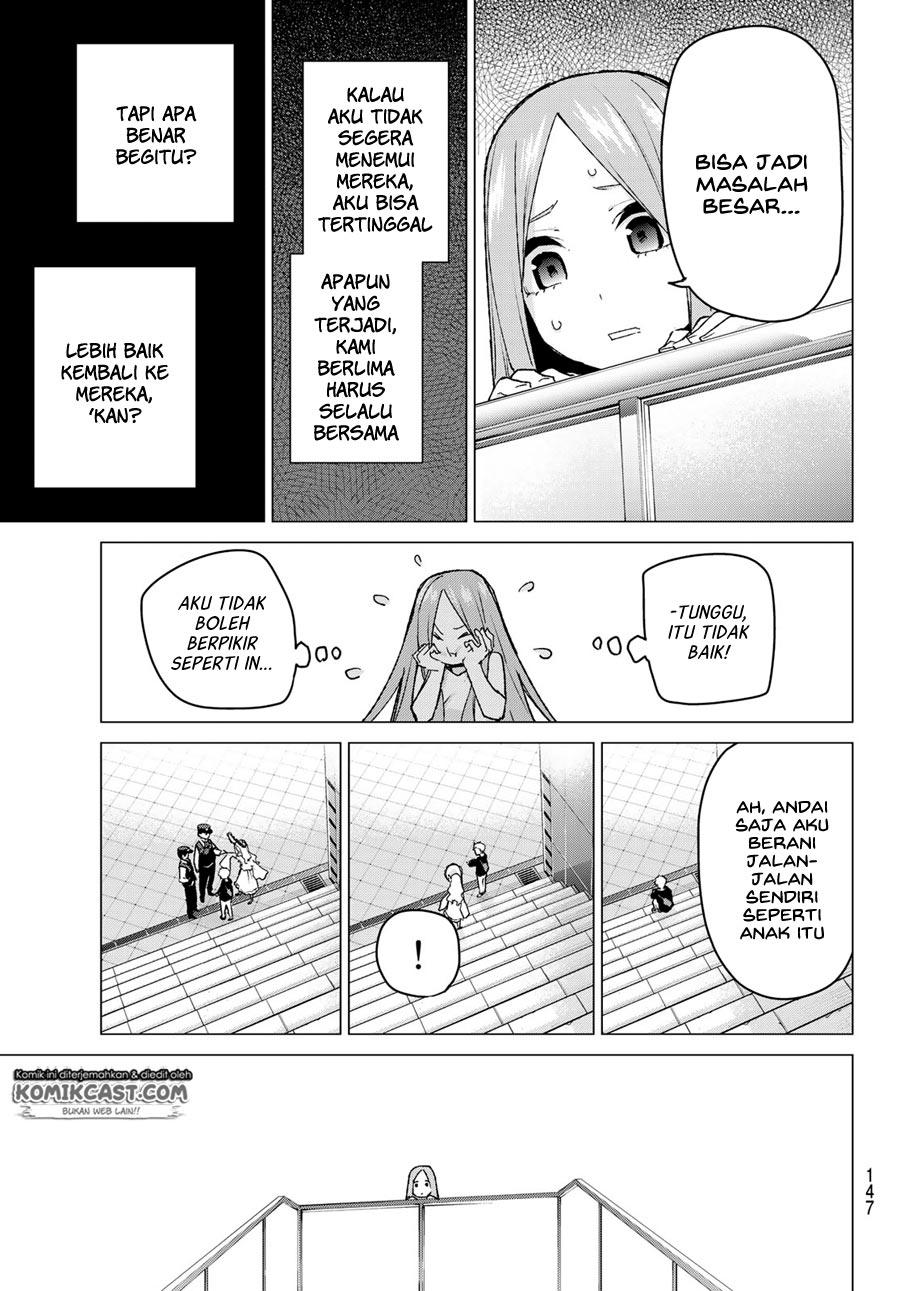 BISA JADI
MASALAH
BESAR...
KALAU
AKU TIDAK
SEGERA
MENEMUI
MEREKA,
AKU BISA
TERTINGGAL
APAPUN
YANG
TERJADI,
KAMI
BERLIMA
HARUS
SELALU
BERSAMA
TAPI APA
BENAR
BEGITU?
LEBIH BAIK
KEMBALI KE
MEREKA,
‘KAN?
-TUNGGU,
ITU TIDAK
BAIK!
AKU TIDAK
BOLEH
BERPIKIR
SEPERTI IN...
AH, ANDAI
SAJA AKU
BERANI
JALAN-
JALAN
SENDIRI
SEPERTI
ANAK ITU
!
Komik ini diterjemahkan & diedit oleh
KOMIKCAST.COM
BUKAN WEB LAIN!!
147